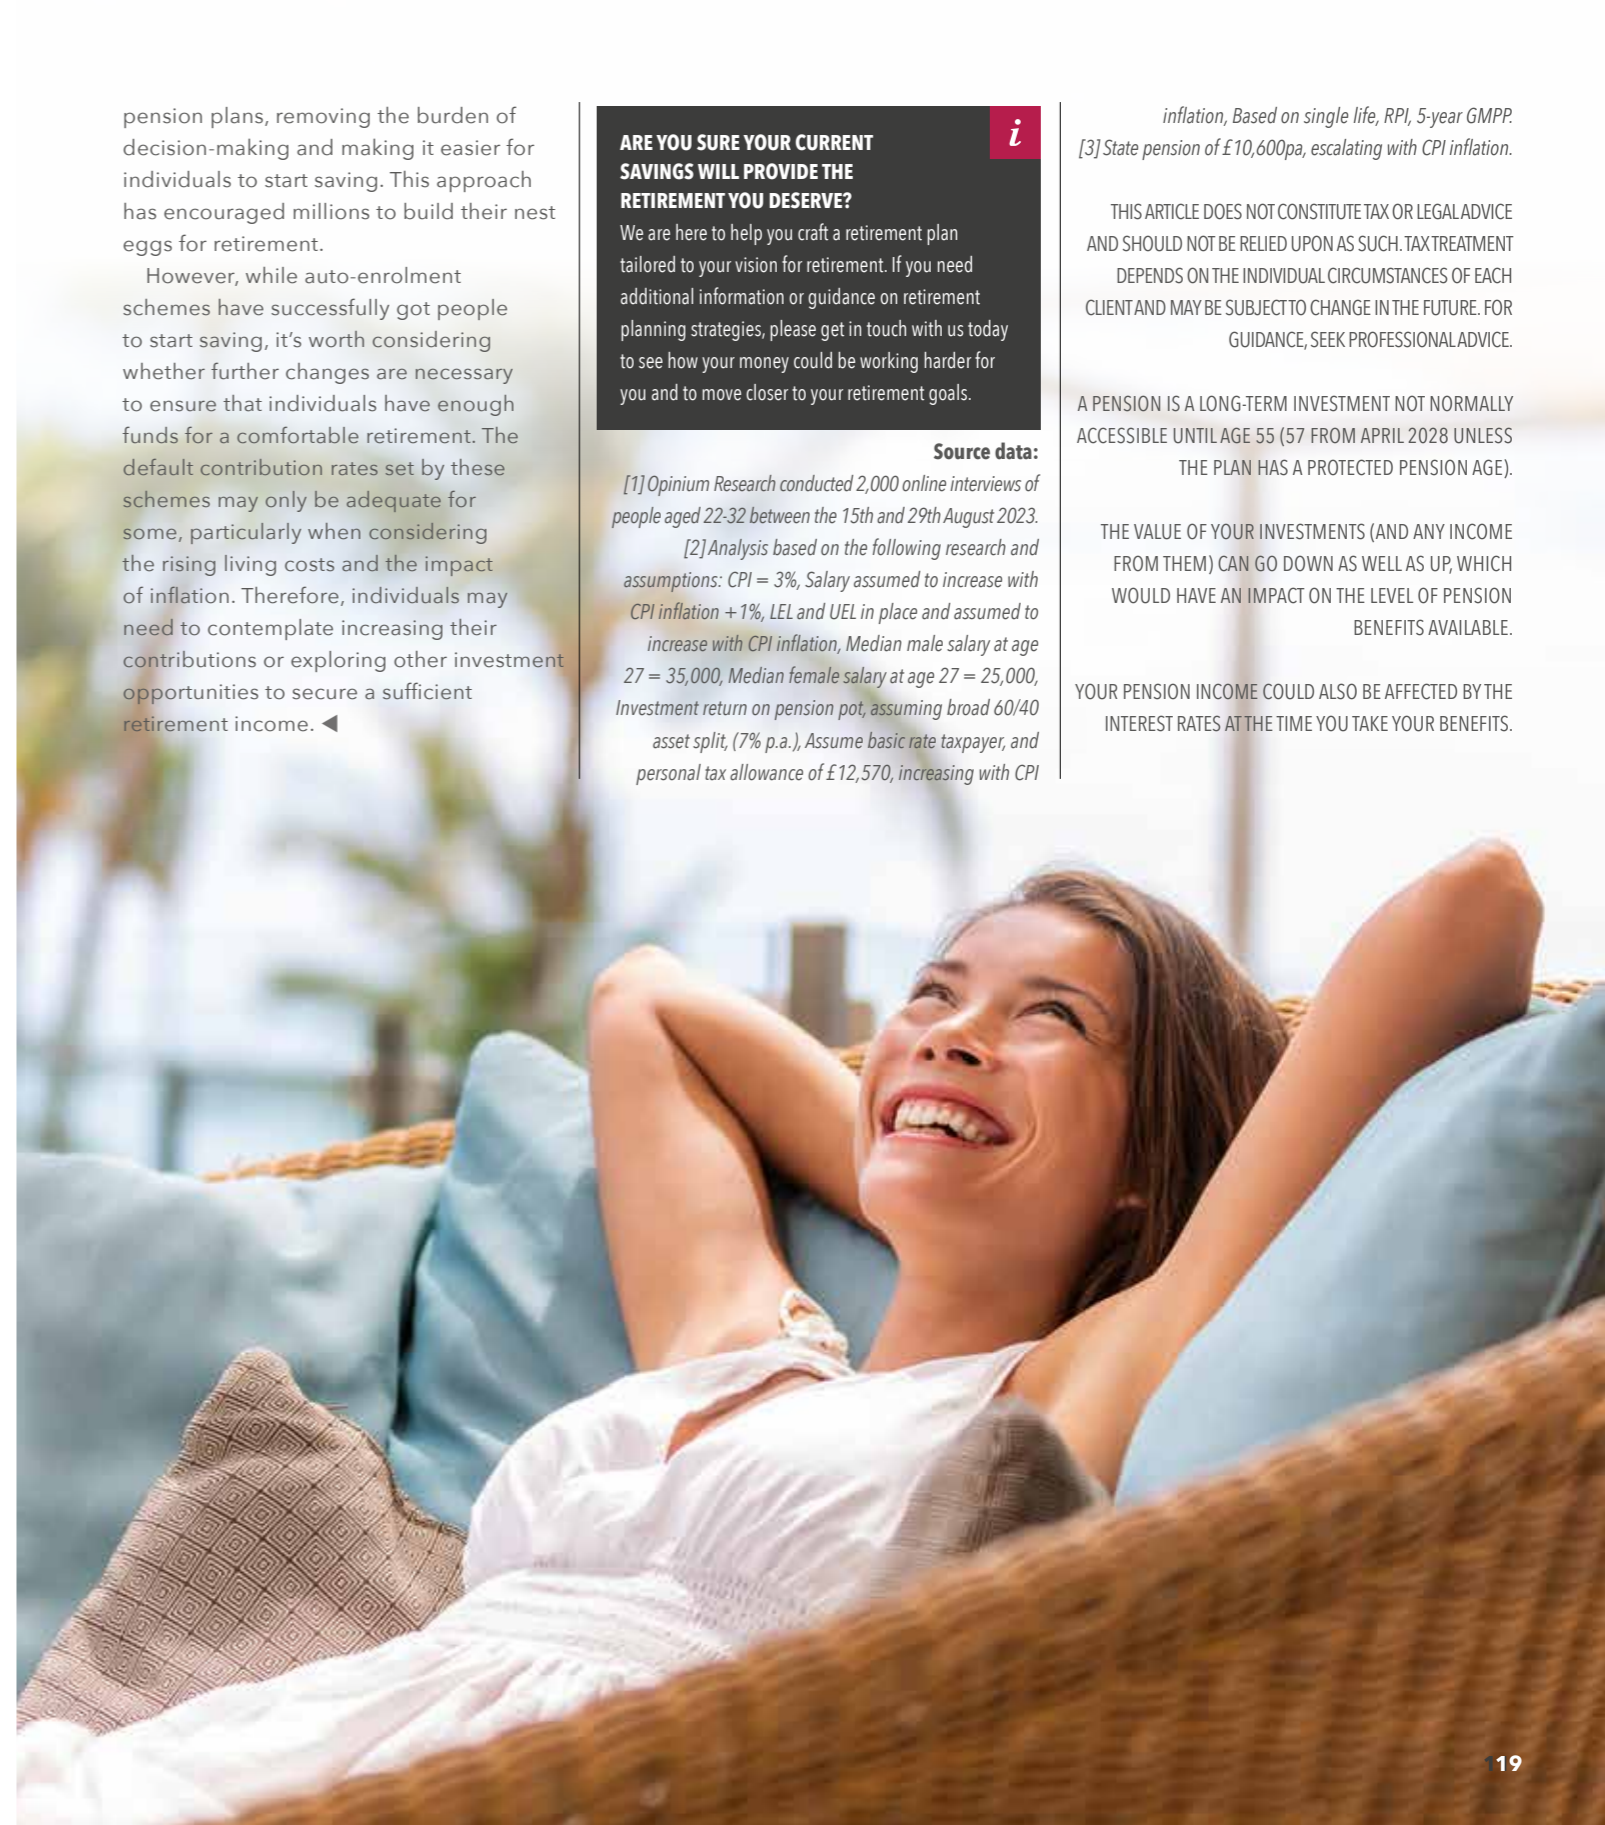 pension plans, removing the burden of
decision-making and making it easier for
individuals to start saving. This approach
has encouraged millions to build their nest
eggs for retirement.
However, while auto-enrolment
schemes have successfully got people
to start saving, it's worth considering
whether further changes are necessary
to ensure that individuals have enough
funds for a comfortable retirement. The
default contribution rates set by these
schemes may only be adequate for
some, particularly when considering
the rising living costs and the impact
of inflation. Therefore, individuals may
need to contemplate increasing their
contributions or exploring other investment
opportunities to secure a sufficient
retirement income. ◀
i
ARE YOU SURE YOUR CURRENT
SAVINGS WILL PROVIDE THE
RETIREMENT YOU DESERVE?
We are here to help you craft a retirement plan
tailored to your vision for retirement. If you need
additional information or guidance on retirement
planning strategies, please get in touch with us today
to see how your money could be working harder for
you and to move closer to your retirement goals.
Source data:
[1] Opinium Research conducted 2,000 online interviews of
people aged 22-32 between the 15th and 29th August 2023.
[2] Analysis based on the following research and
assumptions: CPI = 3%, Salary assumed to increase with
CPI inflation +1%, LEL and UEL in place and assumed to
increase with CPI inflation, Median male salary at age
27 = 35,000, Median female salary at age 27 = 25,000,
Investment return on pension pot, assuming broad 60/40
asset split, (7% p.a.), Assume basic rate taxpayer, and
personal tax allowance of £12,570, increasing with CPI
inflation, Based on single life, RPI, 5-year GMPP.
[3] State pension of £10,600pa, escalating with CPI inflation.
THIS ARTICLE DOES NOT CONSTITUTE TAX OR LEGAL ADVICE
AND SHOULD NOT BE RELIED UPON AS SUCH. TAX TREATMENT
DEPENDS ON THE INDIVIDUAL CIRCUMSTANCES OF EACH
CLIENT AND MAY BE SUBJECT TO CHANGE IN THE FUTURE. FOR
GUIDANCE, SEEK PROFESSIONAL ADVICE.
A PENSION IS A LONG-TERM INVESTMENT NOT NORMALLY
ACCESSIBLE UNTIL AGE 55 (57 FROM APRIL 2028 UNLESS
THE PLAN HAS A PROTECTED PENSION AGE).
THE VALUE OF YOUR INVESTMENTS (AND ANY INCOME
FROM THEM) CAN GO DOWN AS WELL AS UP, WHICH
WOULD HAVE AN IMPACT ON THE LEVEL OF PENSION
BENEFITS AVAILABLE.
YOUR PENSION INCOME COULD ALSO BE AFFECTED BY THE
INTEREST RATES AT THE TIME YOU TAKE YOUR BENEFITS.
119